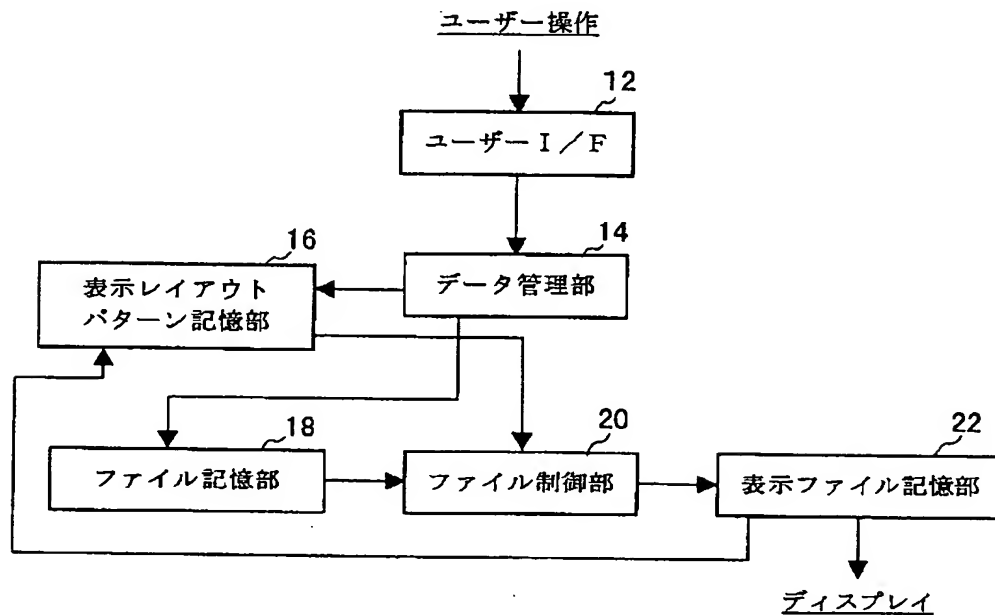 ユーザー操作
12
ユーザーI/F
14
データ管理部
16
表示レイアウト
パターン記憶部
18
ファイル記憶部
20
ファイル制御部
22
表示ファイル記憶部
ディスプレイ